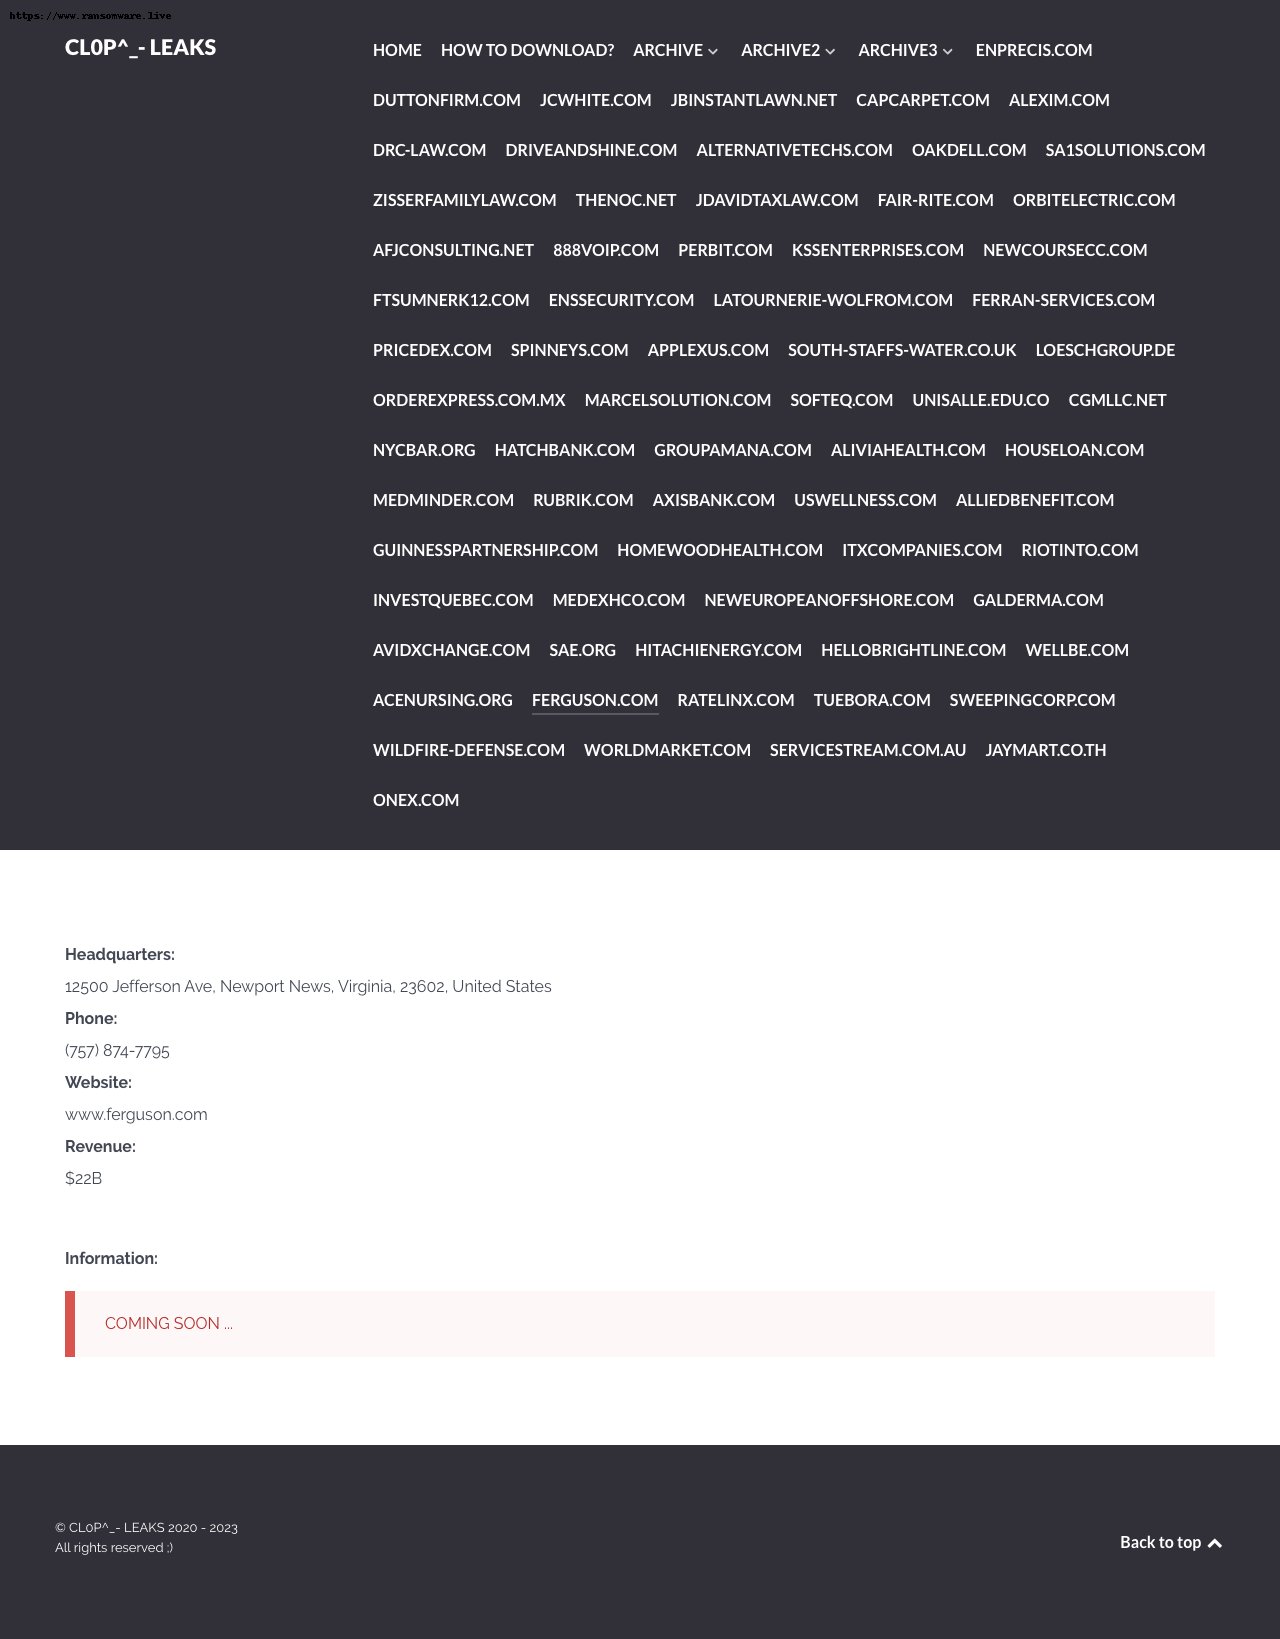 https://www.ransomware.live
CL0P^_- LEAKS
HOME HOW TO DOWNLOAD? ARCHIVE ARCHIVE2 ARCHIVE3 ENPRECIS.COM
DUTTONFIRM.COM JCWHITE.COM JBINSTANTLAWN.NET CAPCARPET.COM ALEXIM.COM
DRC-LAW.COM DRIVEANDSHINE.COM ALTERNATIVETECHS.COM OAKDELL.COM SA1SOLUTIONS.COM
ZISSERFAMILYLAW.COM THENOC.NET JDAVIDTAXLAW.COM FAIR-RITE.COM ORBITELECTRIC.COM
AFJCONSULTING.NET 888VOIP.COM PERBIT.COM KSSENTERPRISES.COM NEWCOURSECC.COM
FTSUMNERK12.COM ENSSECURITY.COM LATOURNERIE-WOLFROM.COM FERRAN-SERVICES.COM
PRICEDEX.COM SPINNEYS.COM APPLEXUS.COM SOUTH-STAFFS-WATER.CO.UK LOESCHGROUP.DE
ORDEREXPRESS.COM.MX MARCELSOLUTION.COM SOFTEQ.COM UNISALLE.EDU.CO CGMLLC.NET
NYCBAR.ORG HATCHBANK.COM GROUPAMANA.COM ALIVIAHEALTH.COM HOUSELOAN.COM
MEDMINDER.COM RUBRIK.COM AXISBANK.COM USWELLNESS.COM ALLIEDBENEFIT.COM
GUINNESSPARTNERSHIP.COM HOMEWOODHEALTH.COM ITXCOMPANIES.COM RIOTINTO.COM
INVESTQUEBEC.COM MEDEXHCO.COM NEWEUROPEANOFFSHORE.COM GALDERMA.COM
AVIDXCHANGE.COM SAE.ORG HITACHIENERGY.COM HELLOBRIGHTLINE.COM WELLBE.COM
ACENURSING.ORG FERGUSON.COM RATELINX.COM TUEBORA.COM SWEEPINGCORP.COM
WILDFIRE-DEFENSE.COM WORLDMARKET.COM SERVICESTREAM.COM.AU JAYMART.CO.TH
ONEX.COM
Headquarters:
12500 Jefferson Ave, Newport News, Virginia, 23602, United States
Phone:
(757) 874-7795
Website:
www.ferguson.com
Revenue:
$22B
Information:
COMING SOON ...
© CL0P^_- LEAKS 2020 - 2023
All rights reserved ;)
Back to top